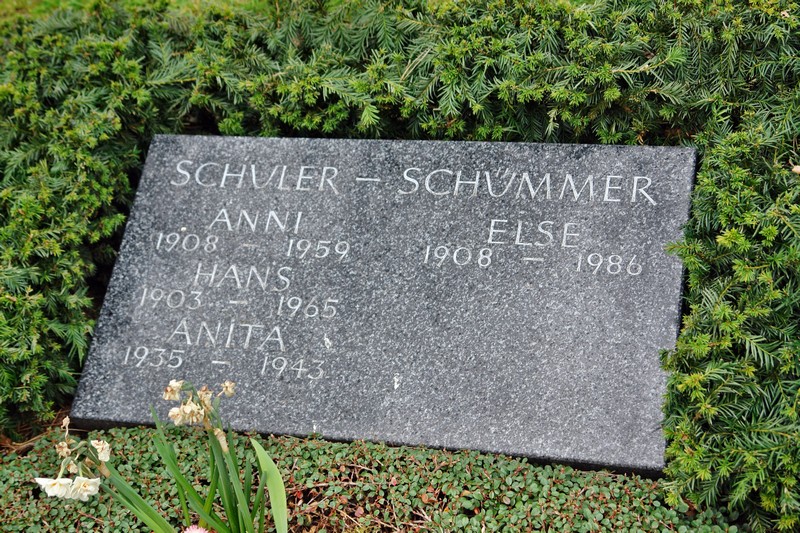 SCHULER – SCHÜMMER
ANNI
1908 – 1959
HANS
1903 – 1965
ANITA
1935 – 1943
ELSE
1908 – 1986